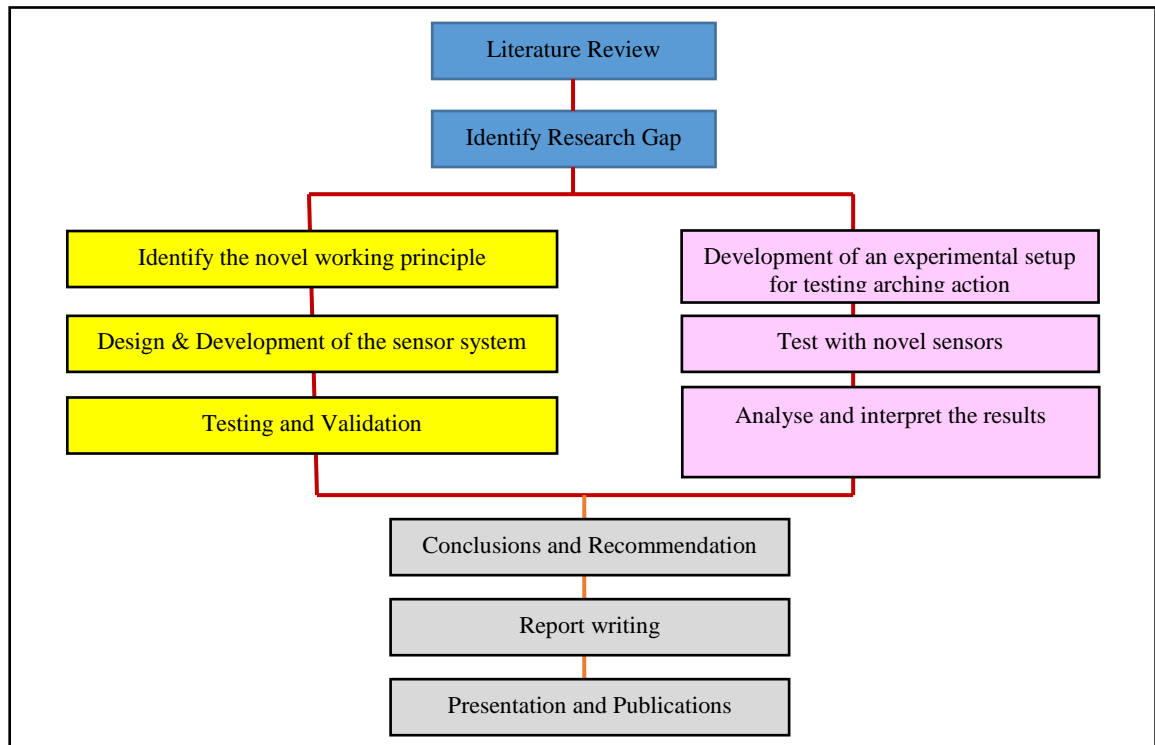 Literature Review
Identify Research Gap
Identify the novel working principle
Design & Development of the sensor system
Testing and Validation
Development of an experimental setup
for testing arching action
Test with novel sensors
Analyse and interpret the results
Conclusions and Recommendation
Report writing
Presentation and Publications